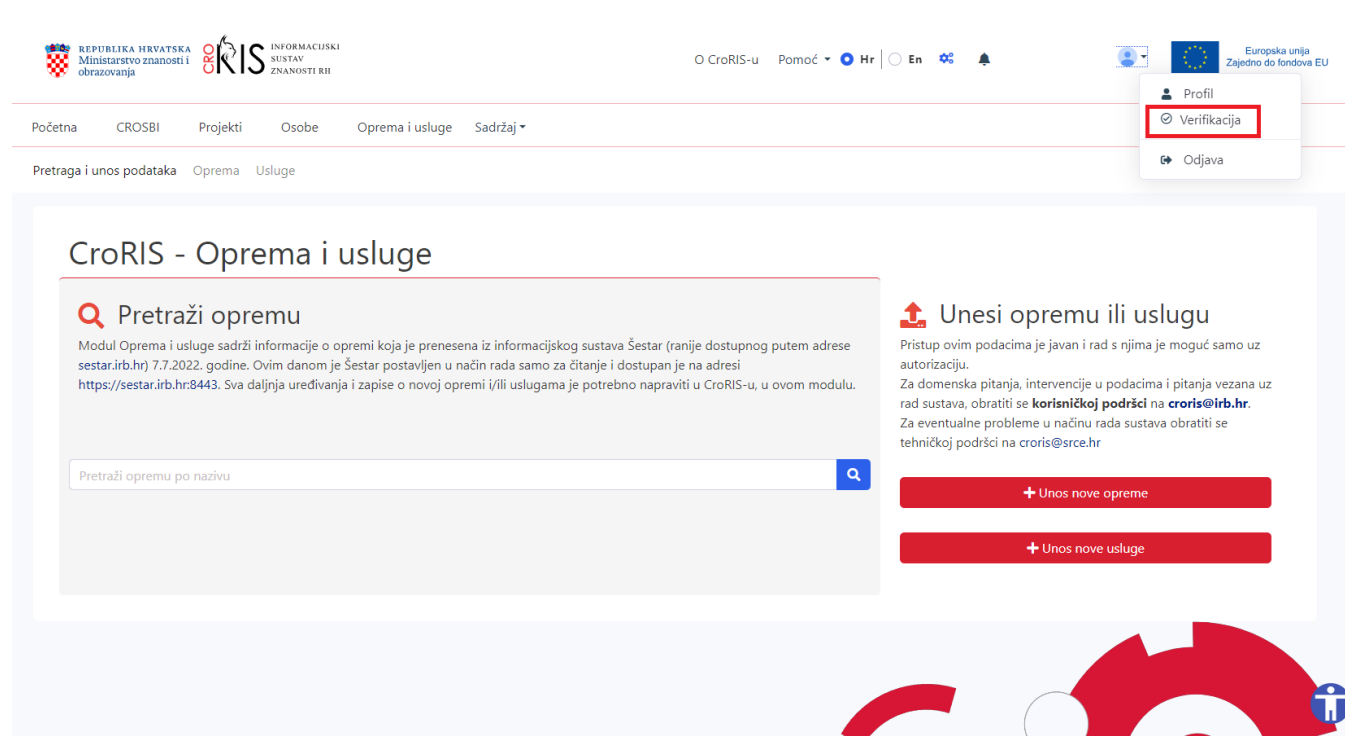 REPUBLIKA HRVATSKA
Ministarstvo znanosti i
obrazovanja
CRO
RIS
INFORMACIJSKI
SUSTAV
ZNANOSTI RH
O CroRIS-u Pomoć Hr En
Europska unija
Zajedno do fondova EU
Profil
Verifikacija
Odjava
Početna CROSBI Projekti Osobe Oprema i usluge Sadržaj
Pretraga i unos podataka Oprema Usluge
CroRIS - Oprema i usluge
Pretraži opremu
Modul Oprema i usluge sadrži informacije o opremi koja je prenesena iz informacijskog sustava Šestar (ranije dostupnog putem adrese
sestar.irb.hr) 7.7.2022. godine. Ovim danom je Šestar postavljen u način rada samo za čitanje i dostupan je na adresi
https://sestar.irb.hr:8443. Sva daljnja uređivanja i zapise o novoj opremi i/ili uslugama je potrebno napraviti u CroRIS-u, u ovom modulu.
Pretraži opremu po nazivu
Unesi opremu ili uslugu
Pristup ovim podacima je javan i rad s njima je moguć samo uz
autorizaciju.
Za domenska pitanja, intervencije u podacima i pitanja vezana uz
rad sustava, obratiti se korisničkoj podršci na croris@irb.hr.
Za eventualne probleme u načinu rada sustava obratiti se
tehničkoj podršci na croris@srce.hr
Unos nove opreme
Unos nove usluge